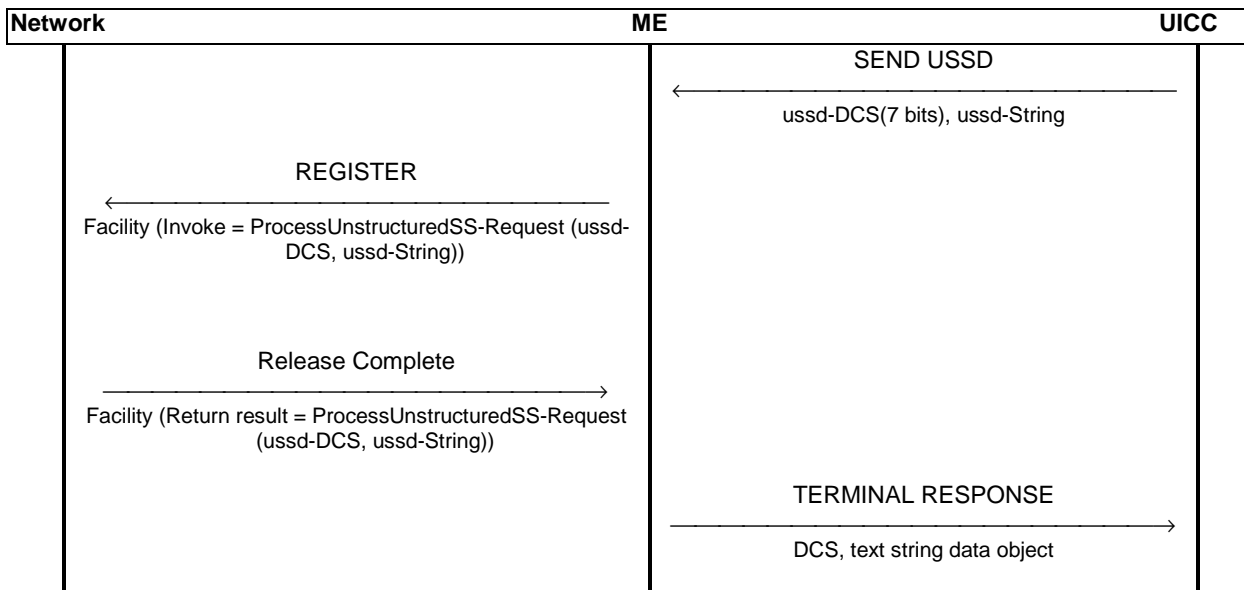 Network ME UICC
SEND USSD
ussd-DCS(7 bits), ussd-String
REGISTER
Facility (Invoke = ProcessUnstructuredSS-Request (ussd-
DCS, ussd-String))
Release Complete
Facility (Return result = ProcessUnstructuredSS-Request
(ussd-DCS, ussd-String))
TERMINAL RESPONSE
DCS, text string data object